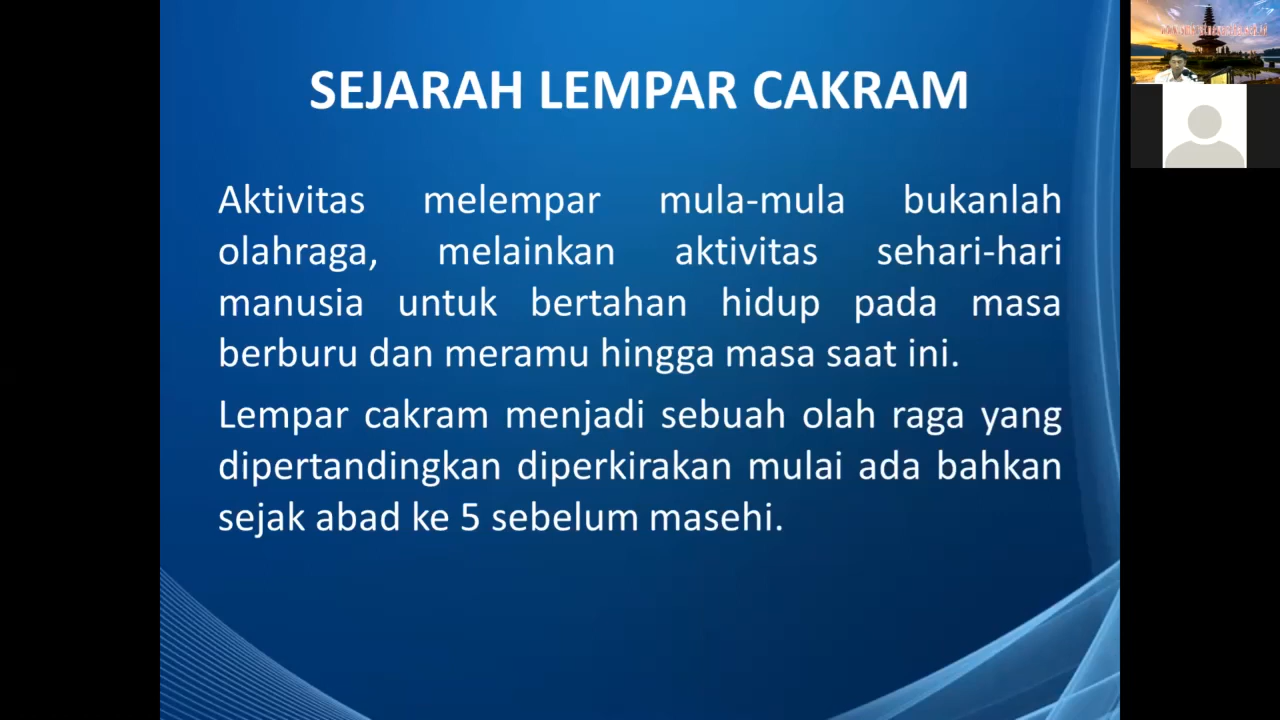 SEJARAH LEMPAR CAKRAM
Aktivitas melempar mula-mula bukanlah
olahraga, melainkan aktivitas sehari-hari
manusia untuk bertahan hidup pada masa
berburu dan meramu hingga masa saat ini.
Lempar cakram menjadi sebuah olah raga yang
dipertandingkan diperkirakan mulai ada bahkan
sejak abad ke 5 sebelum masehi.